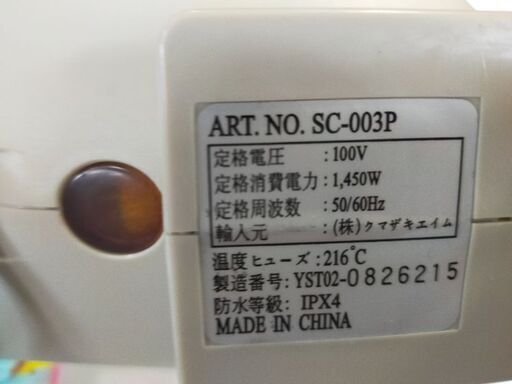 ART. NO. SC-003P
定格電圧 : 100V
定格消費電力 : 1,450W
定格周波数 : 50/60Hz
輸入元 : (株)クマザキエイム
温度ヒューズ : 216℃
製造番号: YST02-0826215
防水等級: IPX4
MADE IN CHINA